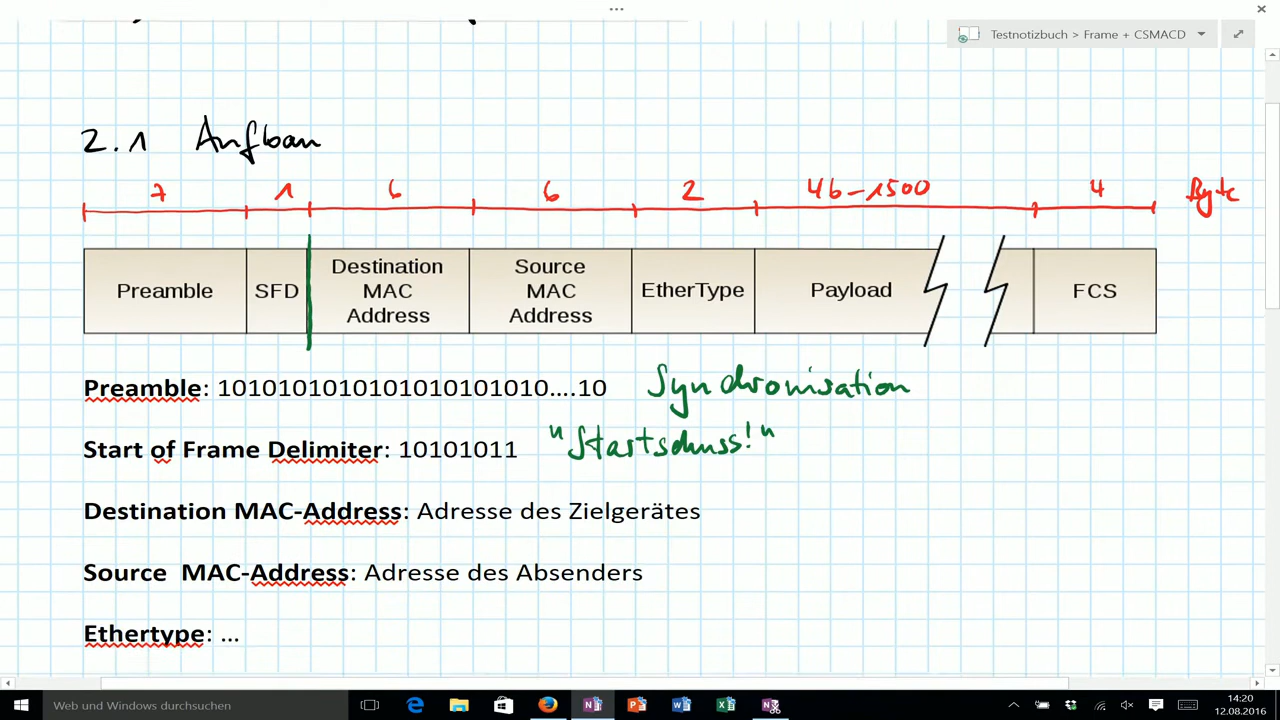 Testnotizbuch > Frame + CSMACD
2.1 Aufbau
7 1 6 6 2 46-1500 4 Byte
Preamble
SFD
Destination MAC Address
Source MAC Address
EtherType
Payload
FCS
Preamble: 1010101010101010101010....10 Synchronisation
Start of Frame Delimiter: 10101011 "Startschuss!"
Destination MAC-Address: Adresse des Zielgerätes
Source MAC-Address: Adresse des Absenders
Ethertype: ...
Web und Windows durchsuchen
14:20
12.08.2016